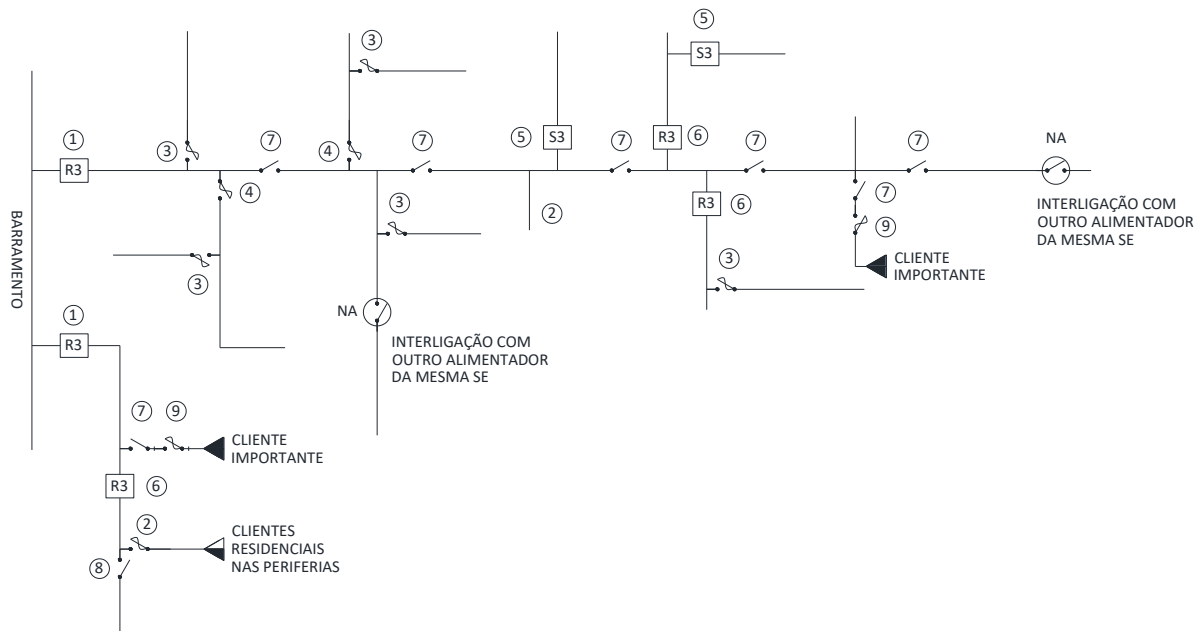 5
3
S3
1
7
4
5
S3
7
R3
6
7
7
NA
R3
3
7
4
3
2
R3
6
7
9
INTERLIGAÇÃO COM
OUTRO ALIMENTADOR
DA MESMA SE
BARRAMENTO
3
3
CLIENTE
IMPORTANTE
1
NA
R3
INTERLIGAÇÃO COM
OUTRO ALIMENTADOR
DA MESMA SE
7
9
CLIENTE
IMPORTANTE
R3
6
2
CLIENTES
RESIDENCIAIS
NAS PERIFERIAS
8